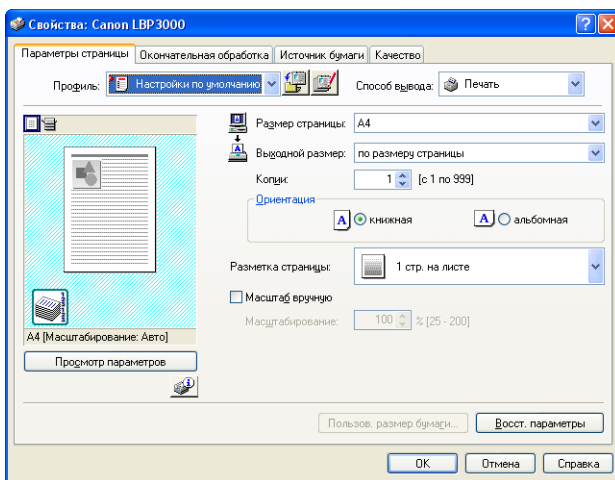 Свойства: Canon LBP3000
Параметры страницы Окончательная обработка Источник бумаги Качество
Профиль: Настройки по умолчанию Способ вывода: Печать
Размер страницы: A4
Выходной размер: по размеру страницы
Копии: 1 [с 1 по 999]
Ориентация
A книжная A альбомная
Разметка страницы: 1 стр. на листе
Масштаб вручную
Масштабирование: 100 % [25 - 200]
A4 [Масштабирование: Авто]
Просмотр параметров
Пользов. размер бумаги... Восст. параметры
OK Отмена Справка